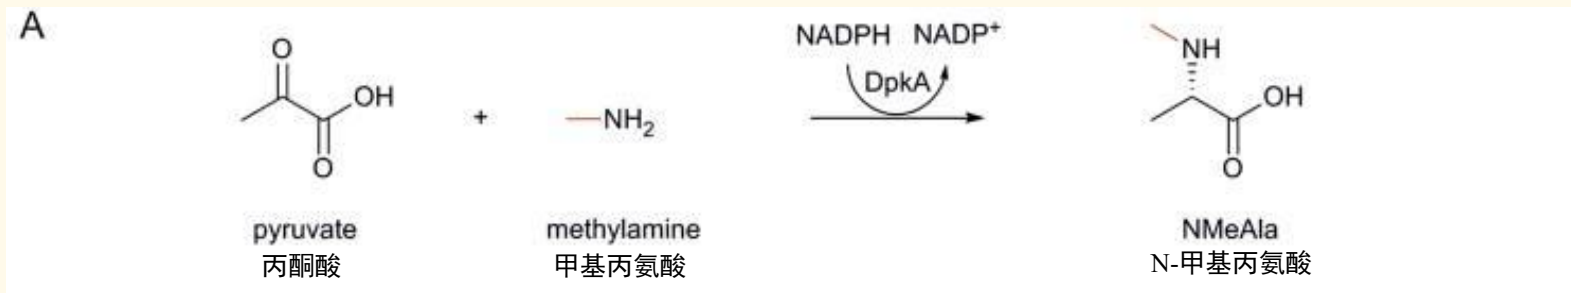 A
NADPH NADP+
DpkA
O
OH
O
+
NH2
NH
OH
O
pyruvate
methylamine
NMeAla
丙酮酸
甲基丙氨酸
N-甲基丙氨酸